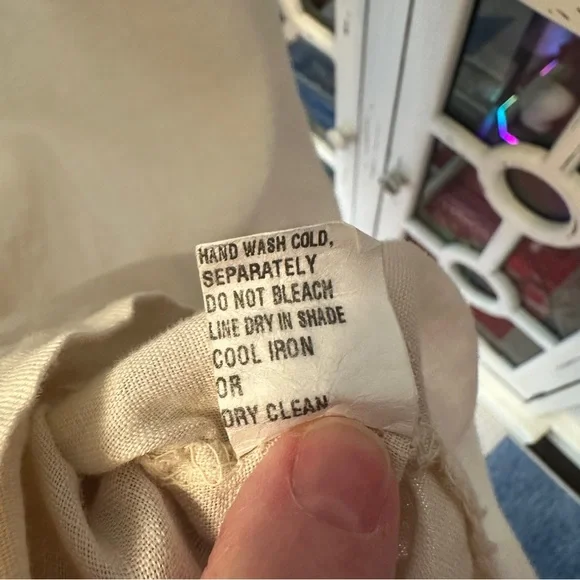 HAND WASH COLD,
SEPARATELY
DO NOT BLEACH
LINE DRY IN SHADE
COOL IRON
OR
DRY CLEAN